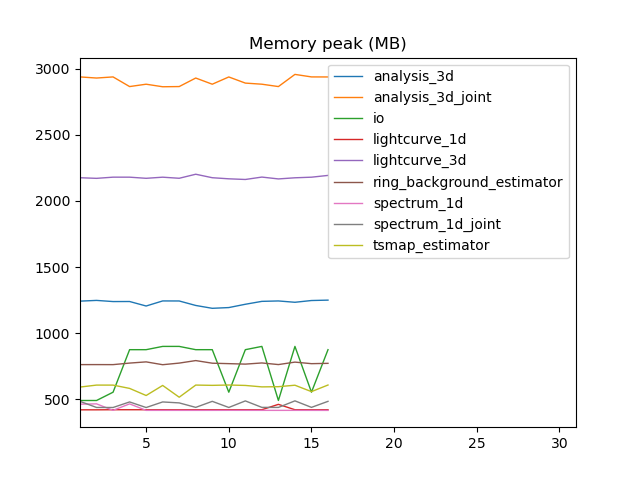 Memory peak (MB)
3000
2500
2000
1500
1000
500
analysis_3d
analysis_3d_joint
io
lightcurve_1d
lightcurve_3d
ring_background_estimator
spectrum_1d
spectrum_1d_joint
tsmap_estimator
5 10 15 20 25 30